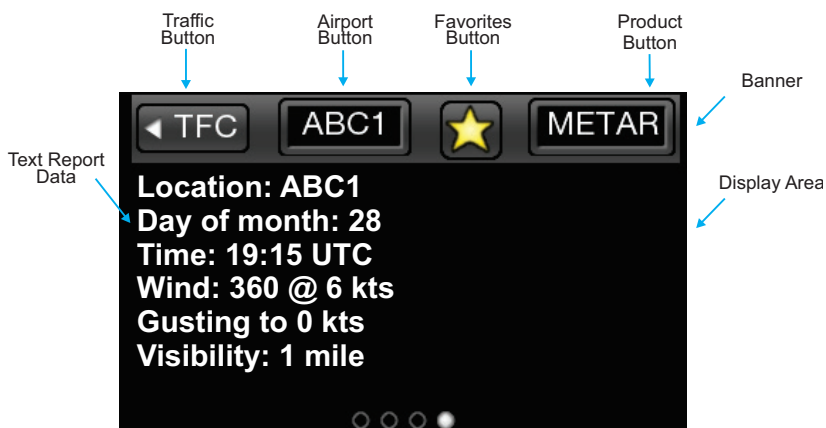 Traffic
Button
Airport
Button
Favorites
Button
Product
Button
Banner
TFC
ABC1
METAR
Text Report
Data
Display Area
Location: ABC1
Day of month: 28
Time: 19:15 UTC
Wind: 360 @ 6 kts
Gusting to 0 kts
Visibility: 1 mile